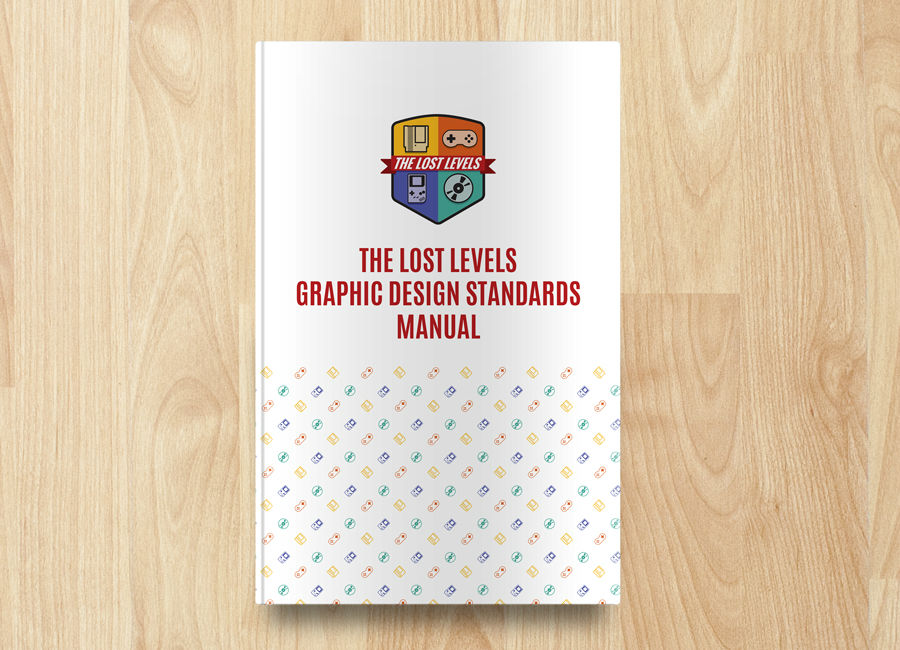 THE LOST LEVELS
THE LOST LEVELS
GRAPHIC DESIGN STANDARDS
MANUAL